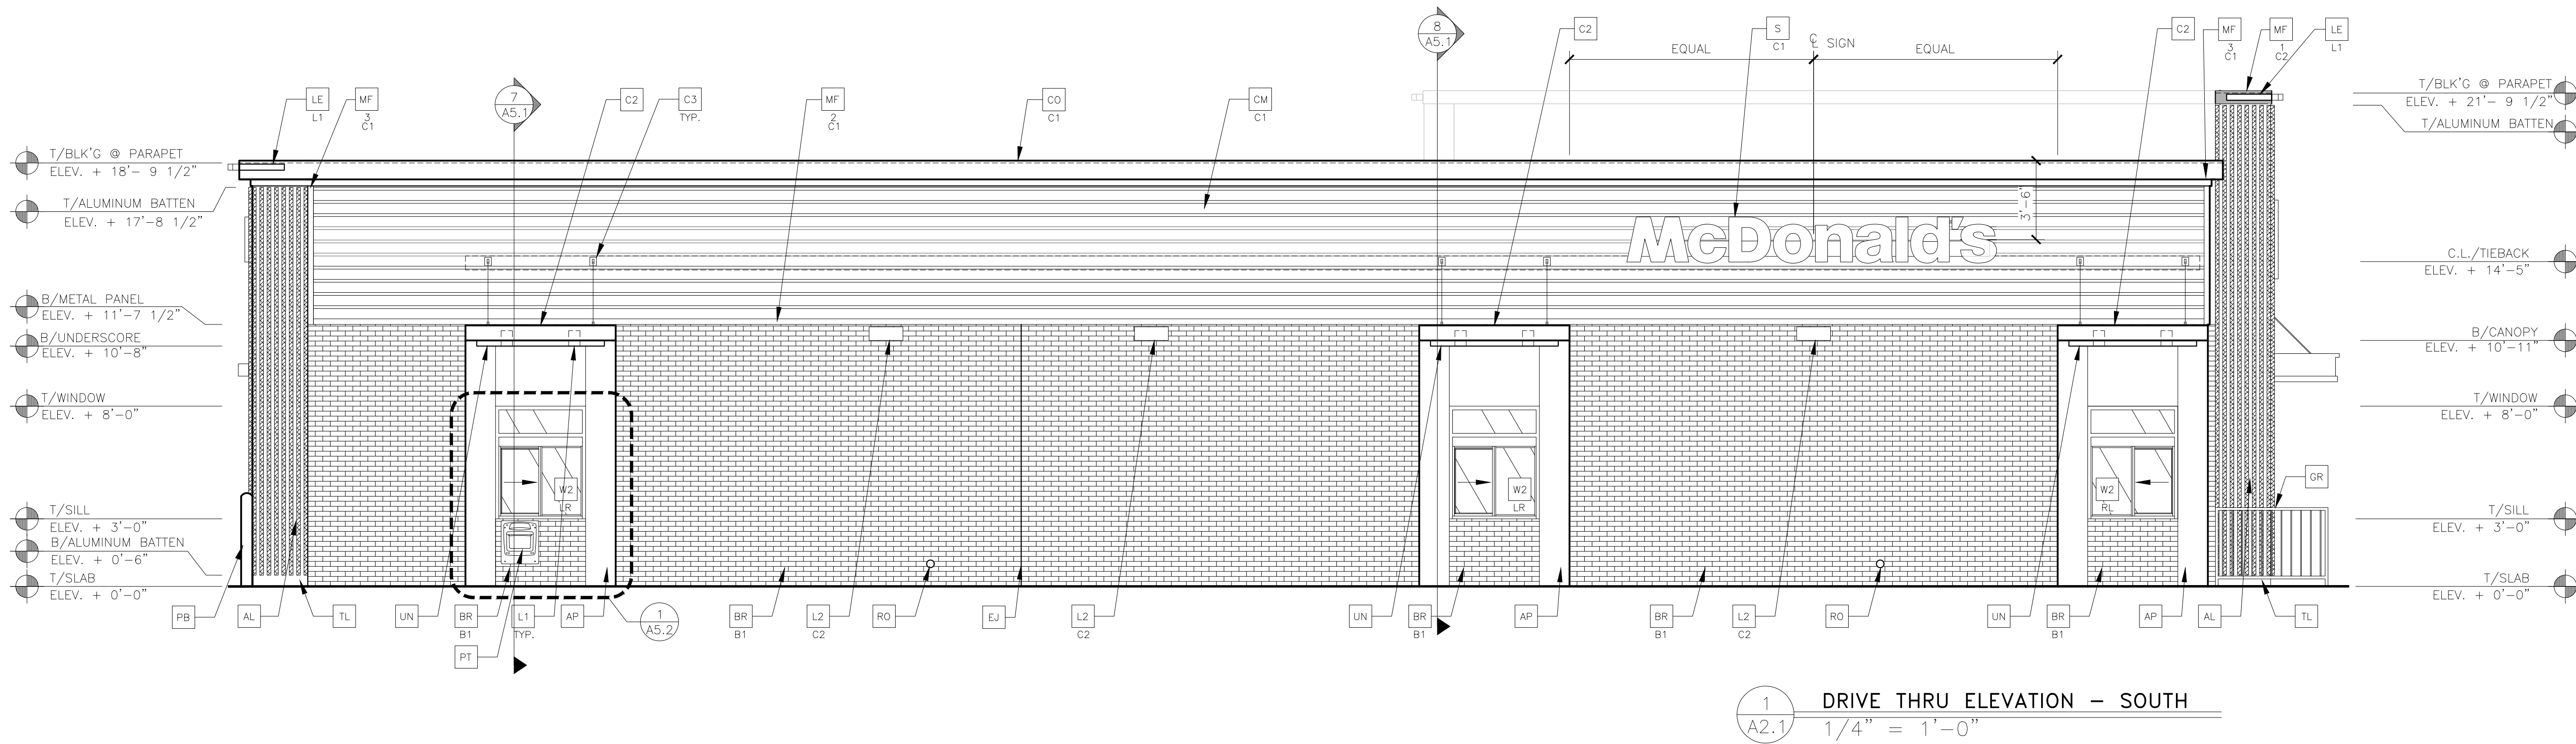 7
A5.1
8
A5.1
C2
S
C1
EQUAL
℄ SIGN
EQUAL
C2
MF
3
C1
MF
1
C2
LE
L1
LE
L1
MF
3
C1
C2
C3
TYP.
MF
2
C1
CO
C1
CM
C1
T/BLK'G @ PARAPET
ELEV. + 18'- 9 1/2"
T/ALUMINUM BATTEN
ELEV. + 17'-8 1/2"
B/METAL PANEL
ELEV. + 11'-7 1/2"
B/UNDERSCORE
ELEV. + 10'-8"
T/WINDOW
ELEV. + 8'-0"
T/SILL
ELEV. + 3'-0"
B/ALUMINUM BATTEN
ELEV. + 0'-6"
T/SLAB
ELEV. + 0'-0"
McDonald's
3'-6"
W2
LR
W2
LR
W2
RL
T/BLK'G @ PARAPET
ELEV. + 21'- 9 1/2"
T/ALUMINUM BATTEN
C.L./TIEBACK
ELEV. + 14'-5"
B/CANOPY
ELEV. + 10'-11"
T/WINDOW
ELEV. + 8'-0"
GR
T/SILL
ELEV. + 3'-0"
T/SLAB
ELEV. + 0'-0"
PB
AL
TL
UN
BR
B1
L1
TYP.
AP
1
A5.2
PT
BR
B1
L2
C2
RO
EJ
L2
C2
UN
BR
B1
AP
BR
B1
L2
C2
RO
UN
BR
B1
AP
AL
TL
1
A2.1
DRIVE THRU ELEVATION - SOUTH
1/4" = 1'-0"